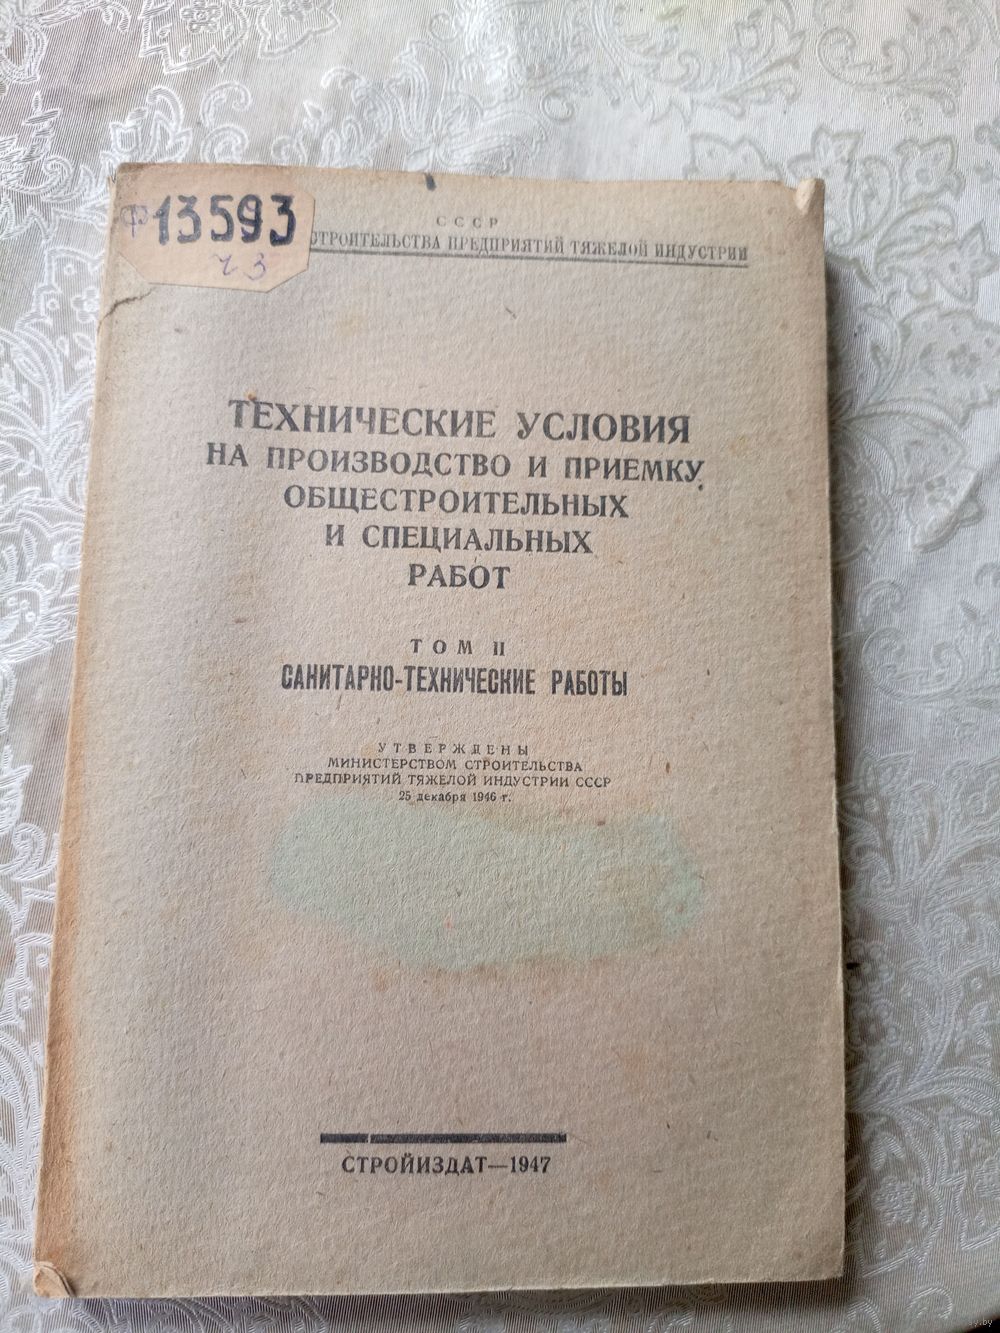 СССР
СТРОИТЕЛЬСТВА ПРЕДПРИЯТИЙ ТЯЖЕЛОЙ ИНДУСТРИИ
Ф13593
ч 3
ТЕХНИЧЕСКИЕ УСЛОВИЯ
НА ПРОИЗВОДСТВО И ПРИЕМКУ
ОБЩЕСТРОИТЕЛЬНЫХ
И СПЕЦИАЛЬНЫХ
РАБОТ
ТОМ II
САНИТАРНО-ТЕХНИЧЕСКИЕ РАБОТЫ
УТВЕРЖДЕНЫ
МИНИСТЕРСТВОМ СТРОИТЕЛЬСТВА
ПРЕДПРИЯТИЙ ТЯЖЕЛОЙ ИНДУСТРИИ СССР
25 декабря 1946 г.
СТРОЙИЗДАТ—1947